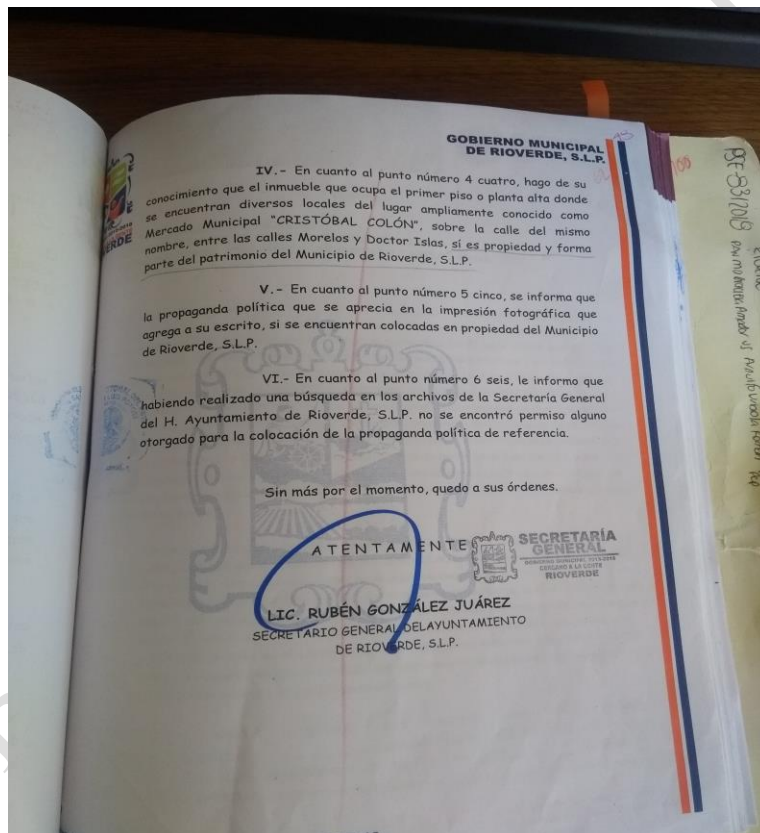 GOBIERNO MUNICIPAL
DE RIOVERDE, S.L.P.
IV.- En cuanto al punto número 4 cuatro, hago de su
conocimiento que el inmueble que ocupa el primer piso o planta alta donde
se encuentran diversos locales del lugar ampliamente conocido como
Mercado Municipal "CRISTÓBAL COLÓN", sobre la calle del mismo
nombre, entre las calles Morelos y Doctor Islas, sí es propiedad y forma
parte del patrimonio del Municipio de Rioverde, S.L.P.
V.- En cuanto al punto número 5 cinco, se informa que
la propaganda política que se aprecia en la impresión fotográfica que
agrega a su escrito, si se encuentran colocadas en propiedad del Municipio
de Rioverde, S.L.P.
VI.- En cuanto al punto número 6 seis, le informo que
habiendo realizado una búsqueda en los archivos de la Secretaría General
del H. Ayuntamiento de Rioverde, S.L.P. no se encontró permiso alguno
otorgado para la colocación de la propaganda política de referencia.
Sin más por el momento, quedo a sus órdenes.
ATENTAMENTE
SECRETARÍA
GENERAL
GOBIERNO MUNICIPAL 2015-2018
CERCANO A LA GENTE
RIOVERDE
LIC. RUBÉN GONZÁLEZ JUÁREZ
SECRETARIO GENERAL DELAYUNTAMIENTO
DE RIOVERDE, S.L.P.